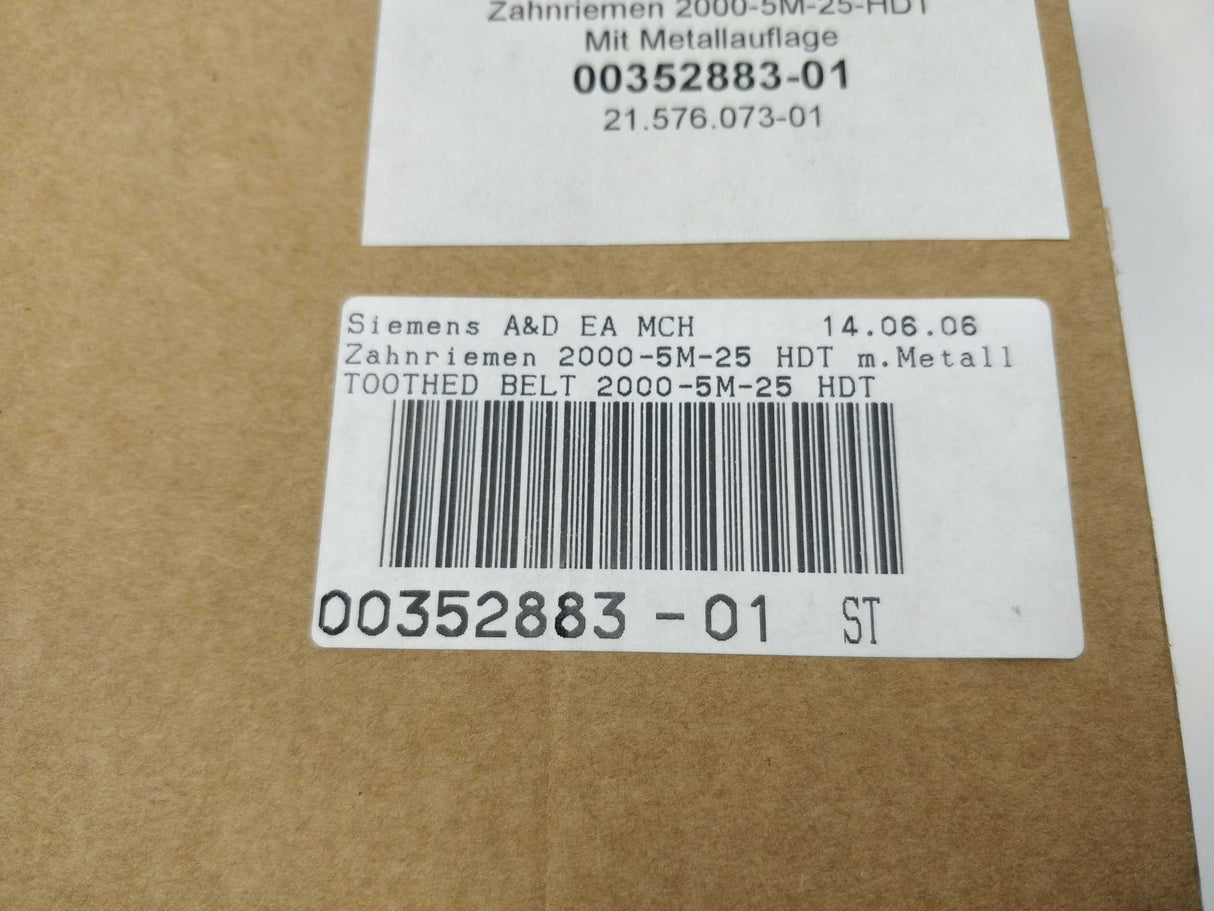 Zahnriemen 2000-5M-25-HDT
Mit Metallauflage
00352883-01
21.576.073-01
Siemens A&D EA MCH 14.06.06
Zahnriemen 2000-5M-25 HDT m.Metall
TOOTHED BELT 2000-5M-25 HDT
00352883-01 ST